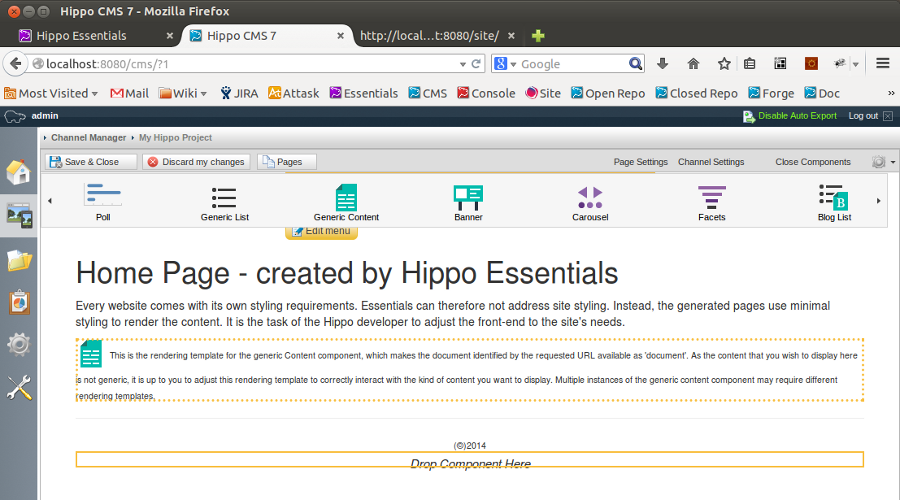 Hippo CMS 7 - Mozilla Firefox
Hippo Essentials
Hippo CMS 7
http://local…t:8080/site/
localhost:8080/cms/?1
Google
Most Visited
Mail
Wiki
JIRA
Attask
Essentials
CMS
Console
Site
Open Repo
Closed Repo
Forge
Doc
admin
Disable Auto Export
Log out
Channel Manager
My Hippo Project
Save & Close
Discard my changes
Pages
Page Settings
Channel Settings
Close Components
Poll
Generic List
Generic Content
Banner
Carousel
Facets
Blog List
Edit menu
Home Page - created by Hippo Essentials
Every website comes with its own styling requirements. Essentials can therefore not address site styling. Instead, the generated pages use minimal
styling to render the content. It is the task of the Hippo developer to adjust the front-end to the site's needs.
This is the rendering template for the generic Content component, which makes the document identified by the requested URL available as 'document'. As the content that you wish to display here
is not generic, it is up to you to adjust this rendering template to correctly interact with the kind of content you want to display. Multiple instances of the generic content component may require different
rendering templates.
(©)2014
Drop Component Here